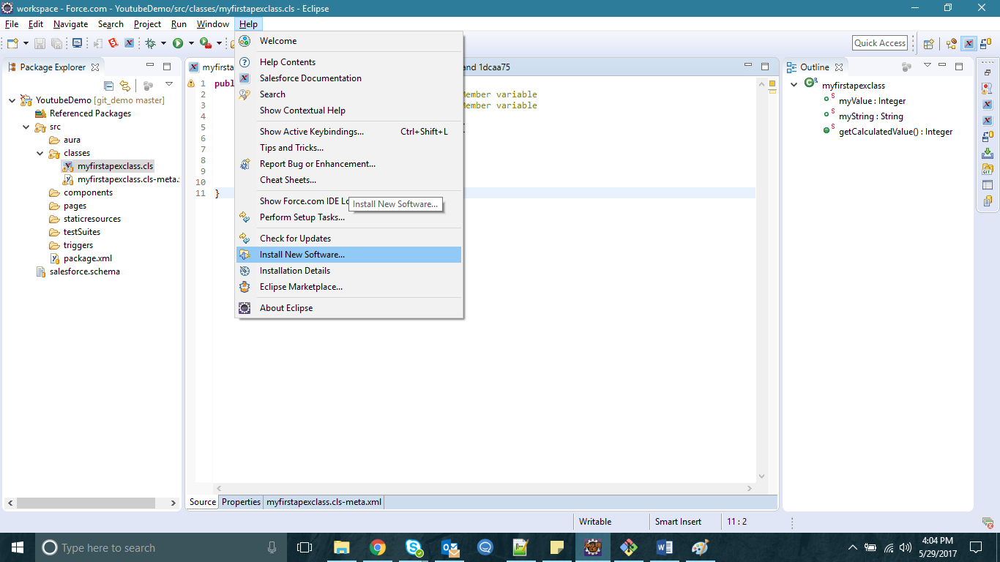 workspace - Force.com - YoutubeDemo/src/classes/myfirstapexclass.cls - Eclipse
File Edit Navigate Search Project Run Window Help
Quick Access
Package Explorer
YoutubeDemo [git_demo master]
Referenced Packages
src
aura
classes
myfirstapexclass.cls
myfirstapexclass.cls-meta.
components
pages
staticresources
testSuites
triggers
package.xml
salesforce.schema
Welcome
Help Contents
Salesforce Documentation
Search
Show Contextual Help
Show Active Keybindings... Ctrl+Shift+L
Tips and Tricks...
Report Bug or Enhancement...
Cheat Sheets...
Show Force.com IDE Lo
Install New Software...
Perform Setup Tasks...
Check for Updates
Install New Software...
Installation Details
Eclipse Marketplace...
About Eclipse
myfirsta
and 1dcaa75
1 publ
2 Member variable
3 Member variable
4
5
6
7
8
9
10
11 }
Source Properties myfirstapexclass.cls-meta.xml
Outline
myfirstapexclass
myValue : Integer
myString : String
getCalculatedValue() : Integer
Writable Smart Insert 11 : 2
Type here to search
4:04 PM
5/29/2017